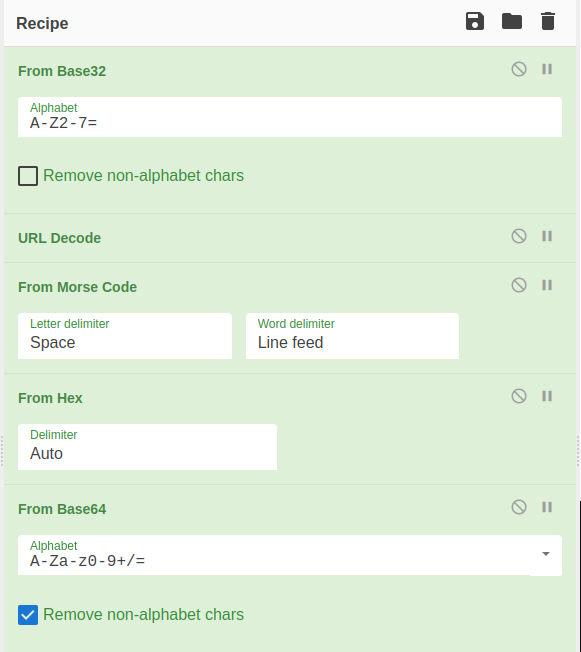 Recipe
From Base32
Alphabet
A-Z2-7=
Remove non-alphabet chars
URL Decode
From Morse Code
Letter delimiter Word delimiter
Space Line feed
From Hex
Delimiter
Auto
From Base64
Alphabet
A-Za-z0-9+/=
Remove non-alphabet chars